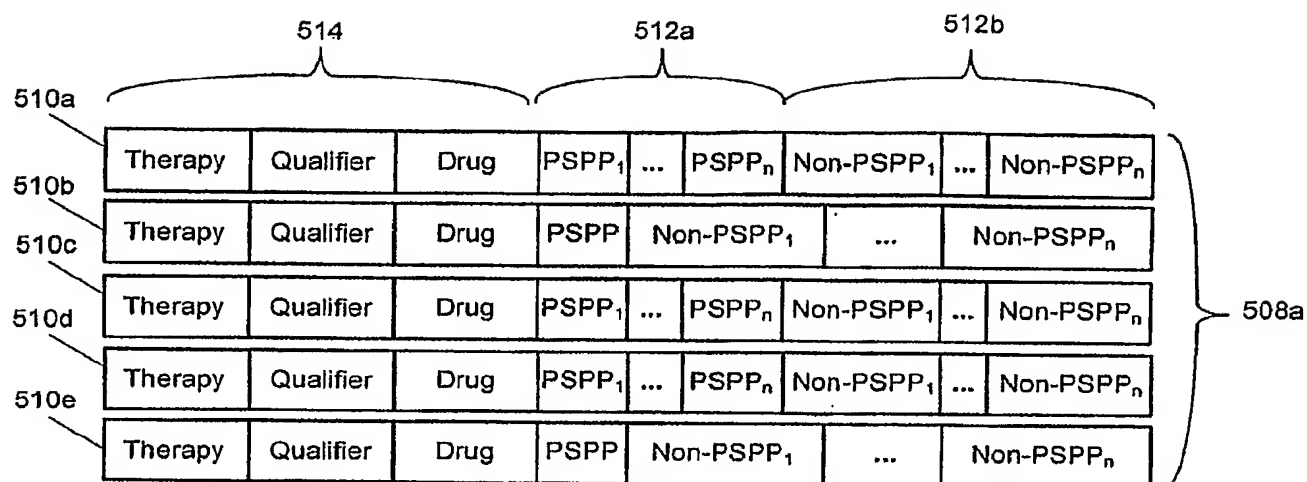 514 512a 512b
510a
Therapy Qualifier Drug PSPP₁ ... PSPPₙ Non-PSPP₁ ... Non-PSPPₙ
510b
Therapy Qualifier Drug PSPP Non-PSPP₁ ... Non-PSPPₙ
510c
Therapy Qualifier Drug PSPP₁ ... PSPPₙ Non-PSPP₁ ... Non-PSPPₙ
508a
510d
Therapy Qualifier Drug PSPP₁ ... PSPPₙ Non-PSPP₁ ... Non-PSPPₙ
510e
Therapy Qualifier Drug PSPP Non-PSPP₁ ... Non-PSPPₙ